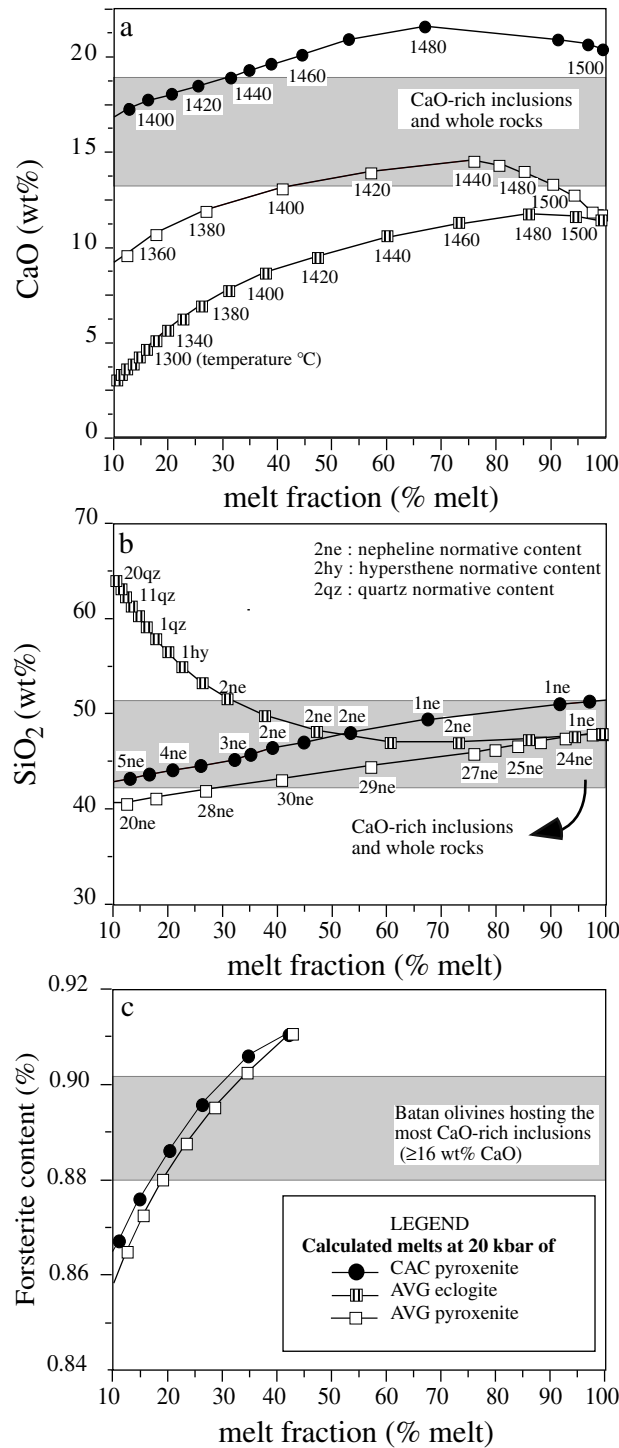 a
20
15
10
5
0
CaO (wt%)
1480
1500
1460
1440
1420
1400
CaO-rich inclusions
and whole rocks
1440
1480
1500
1420
1400
1380
1360
1480
1500
1460
1440
1420
1400
1380
1340
1300 (temperature °C)
10 20 30 40 50 60 70 80 90 100
melt fraction (% melt)
b
70
60
50
40
30
SiO₂ (wt%)
2ne : nepheline normative content
2hy : hypersthene normative content
2qz : quartz normative content
20qz
11qz
1qz
1hy
2ne
2ne
2ne
1ne
1ne
5ne
4ne
3ne
2ne
2ne
1ne
20ne
28ne
30ne
29ne
27ne
25ne
24ne
CaO-rich inclusions
and whole rocks
10 20 30 40 50 60 70 80 90 100
melt fraction (% melt)
c
0.92
0.90
0.88
0.86
0.84
Forsterite content (%)
Batan olivines hosting the
most CaO-rich inclusions
(≥16 wt% CaO)
LEGEND
Calculated melts at 20 kbar of
CAC pyroxenite
AVG eclogite
AVG pyroxenite
10 20 30 40 50 60 70 80 90 100
melt fraction (% melt)